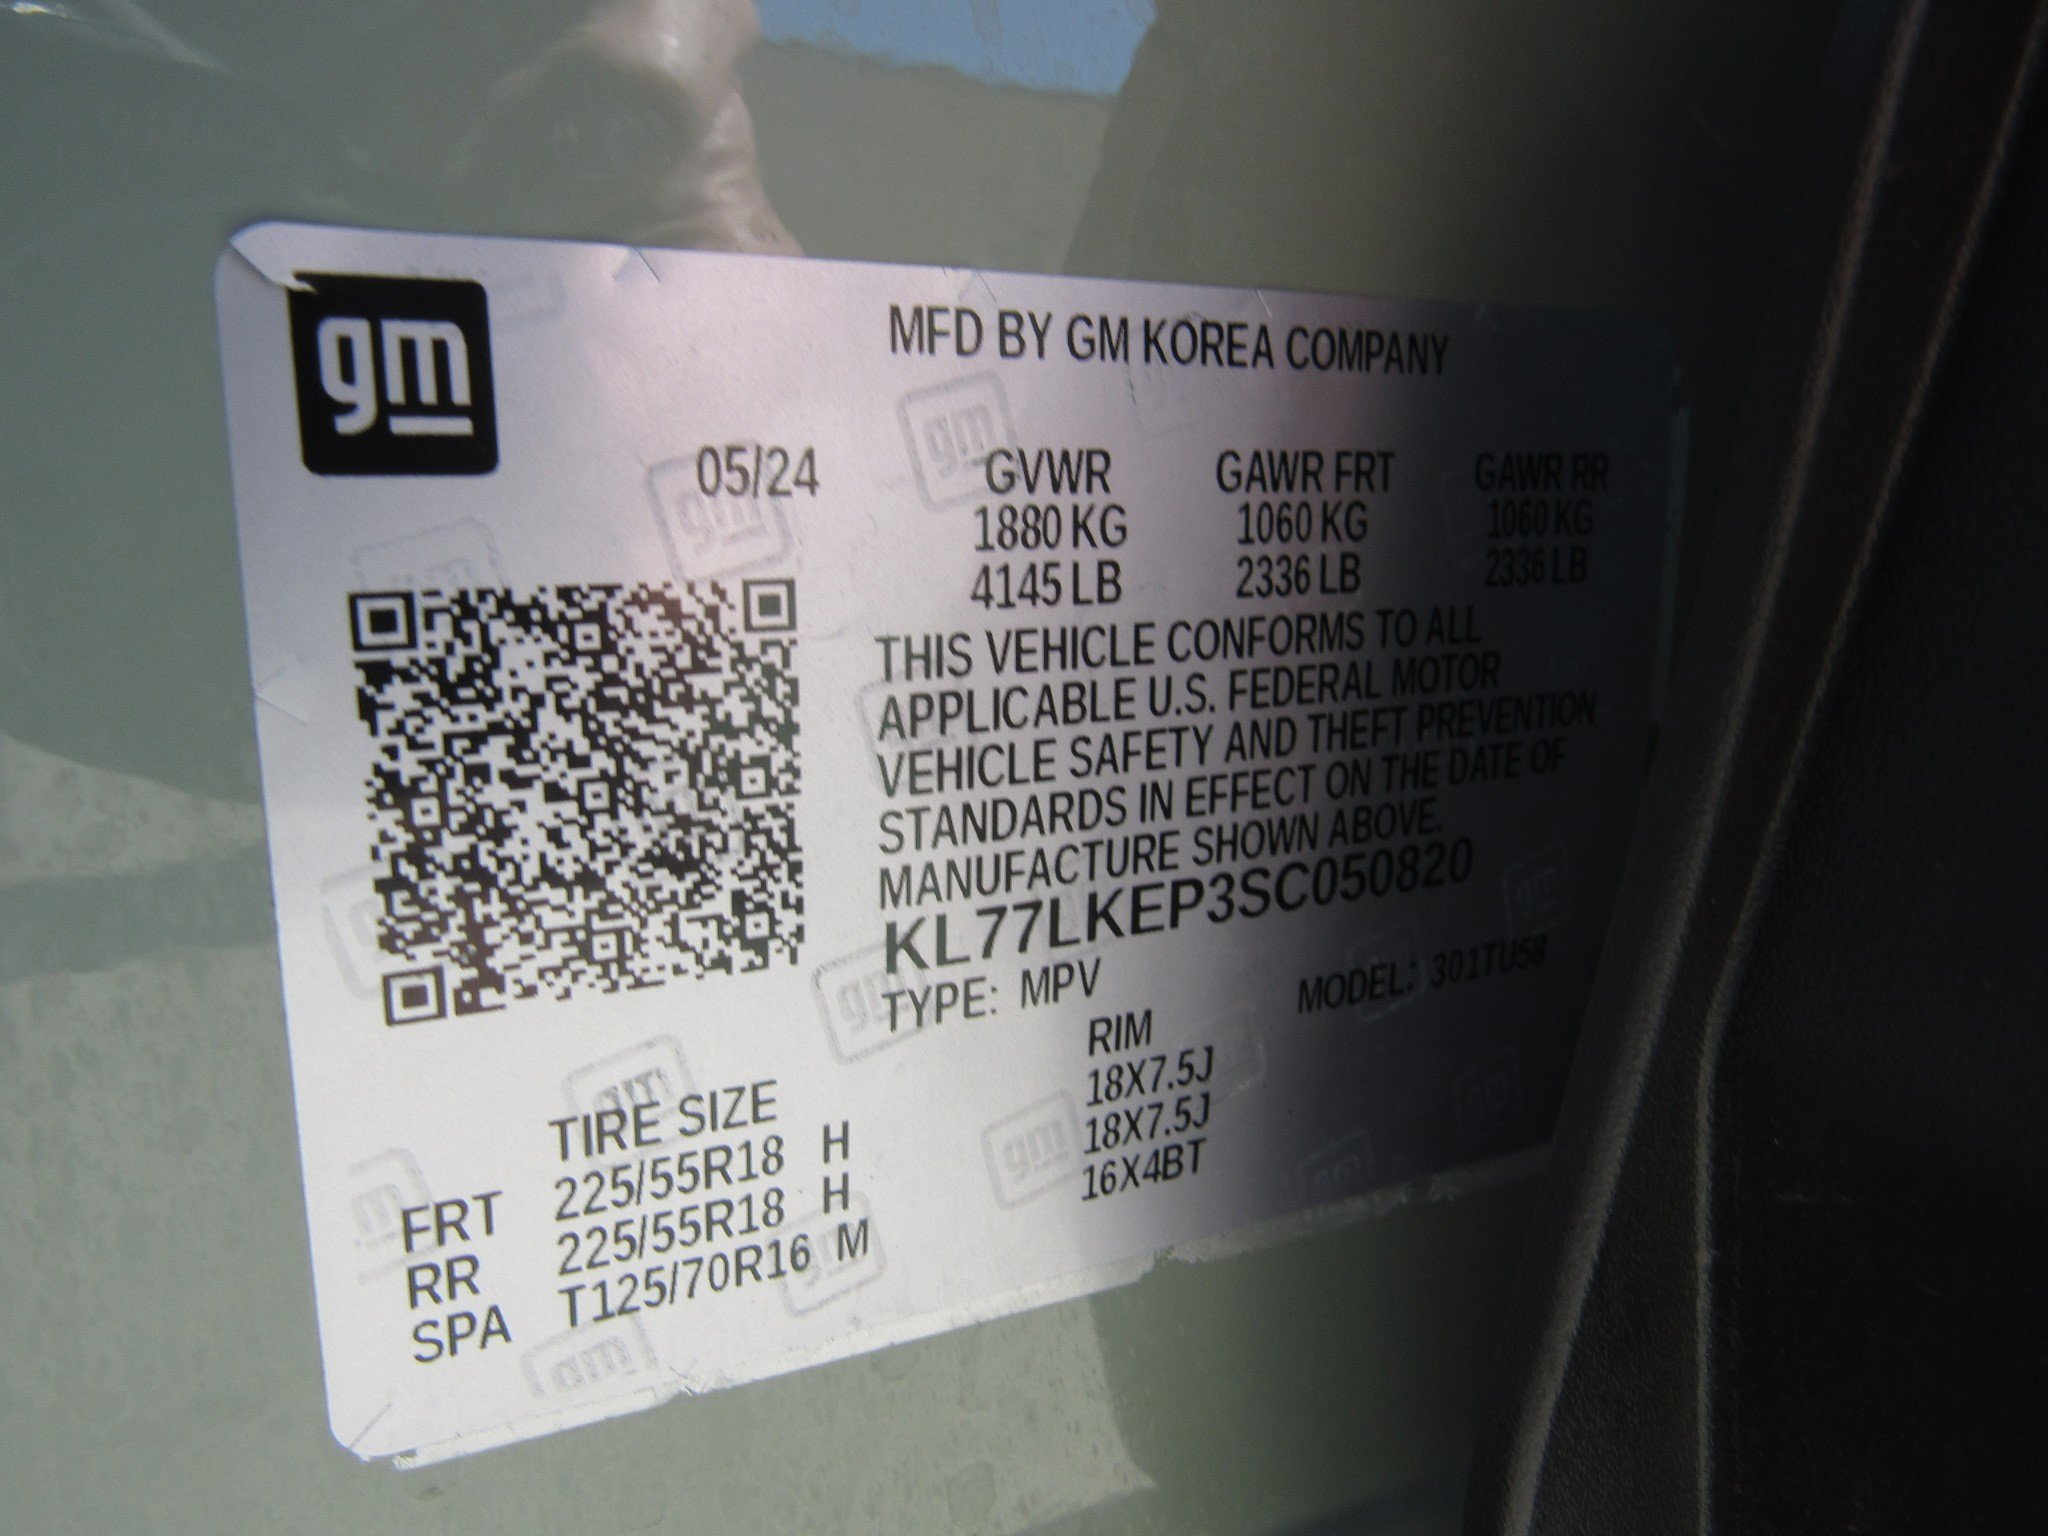 gm
MFD BY GM KOREA COMPANY
05/24
GVWR GAWR FRT GAWR RR
1880 KG 1060 KG 1060 KG
4145 LB 2336 LB 2336 LB
THIS VEHICLE CONFORMS TO ALL
APPLICABLE U.S. FEDERAL MOTOR
VEHICLE SAFETY AND THEFT PREVENTION
STANDARDS IN EFFECT ON THE DATE OF
MANUFACTURE SHOWN ABOVE.
KL77LKEP3SC050820
TYPE: MPV MODEL: 301TU58
TIRE SIZE RIM
FRT 225/55R18 H 18X7.5J
RR 225/55R18 H 18X7.5J
SPA T125/70R16 M 16X4BT